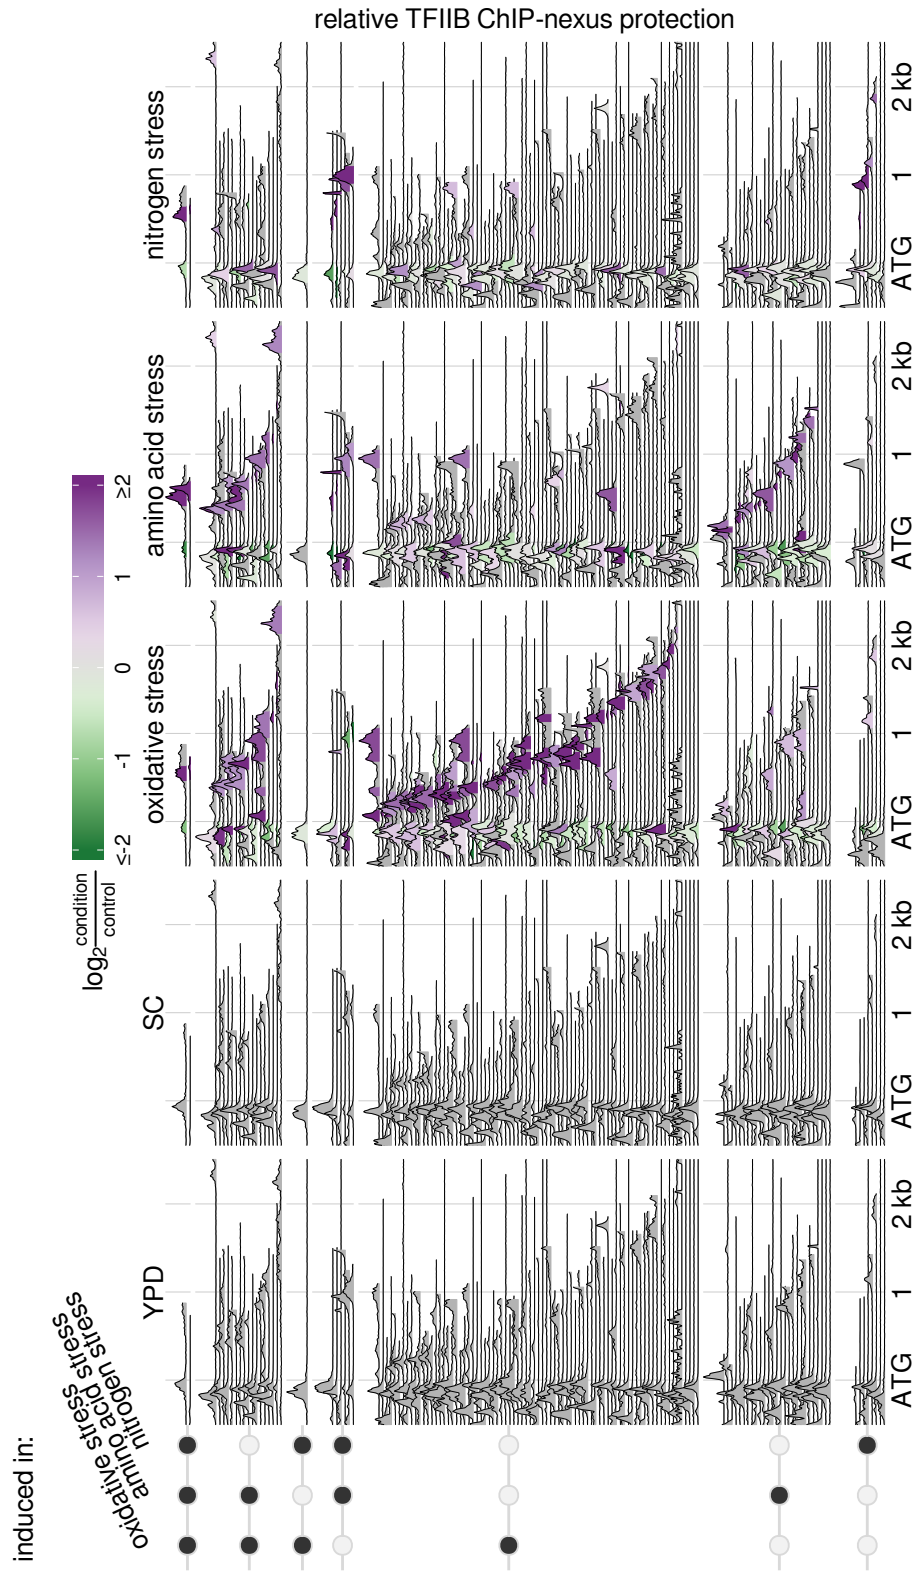 relative TFIIB ChIP-nexus protection
log₂ condition
control
≤-2
-1
0
1
≥2
induced in:
oxidative stress
amino acid stress
nitrogen stress
YPD
SC
oxidative stress
amino acid stress
nitrogen stress
ATG
1
2 kb
ATG
1
2 kb
ATG
1
2 kb
ATG
1
2 kb
ATG
1
2 kb